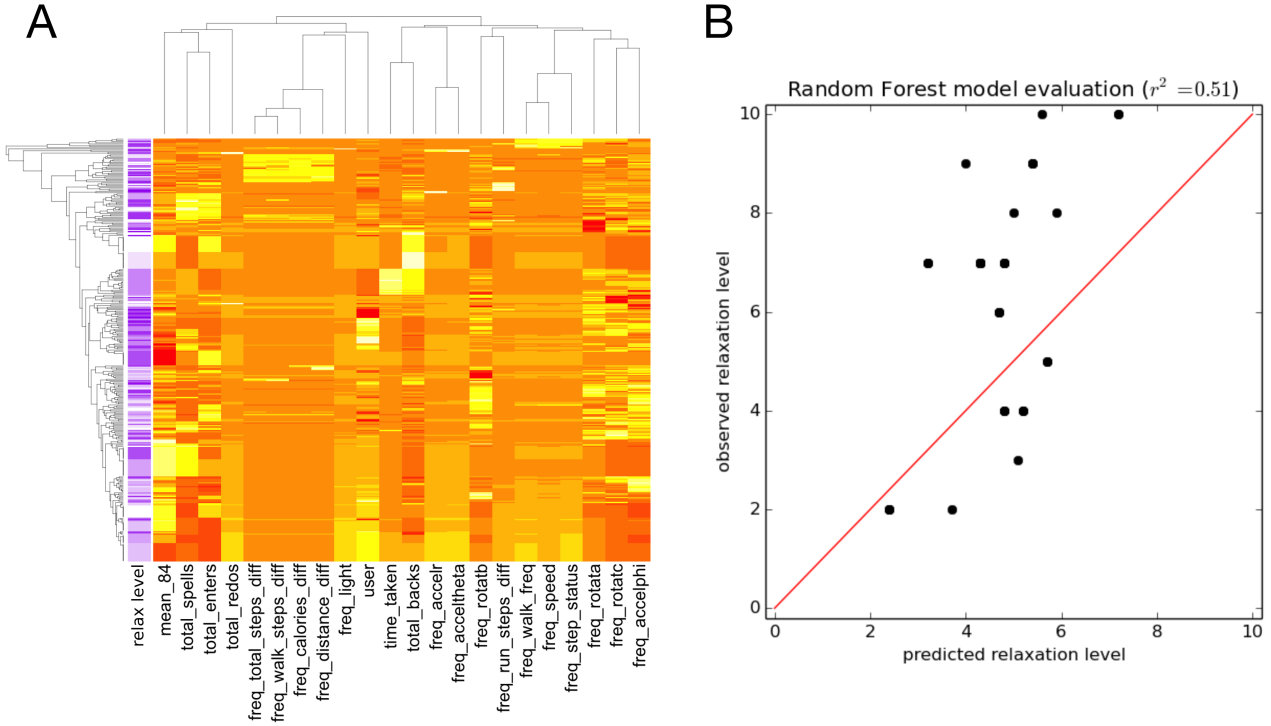 A
relax level
mean_84
total_spells
total_enters
total_redos
freq_total_steps_diff
freq_walk_steps_diff
freq_calories_diff
freq_distance_diff
freq_light
user
time_taken
total_backs
freq_accelr
freq_acceltheta
freq_rotatb
freq_run_steps_diff
freq_walk_freq
freq_speed
freq_step_status
freq_rotata
freq_rotatc
freq_accelphi
B
Random Forest model evaluation (r² =0.51)
observed relaxation level
10
8
6
4
2
0
0 2 4 6 8 10
predicted relaxation level